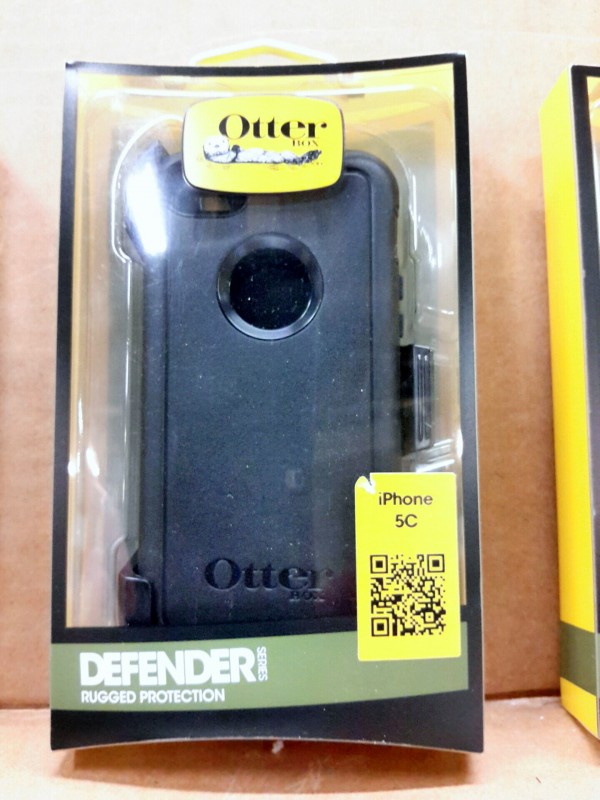 Otter
BOX
iPhone
5C
Otter
BOX
DEFENDER SERIES
RUGGED PROTECTION